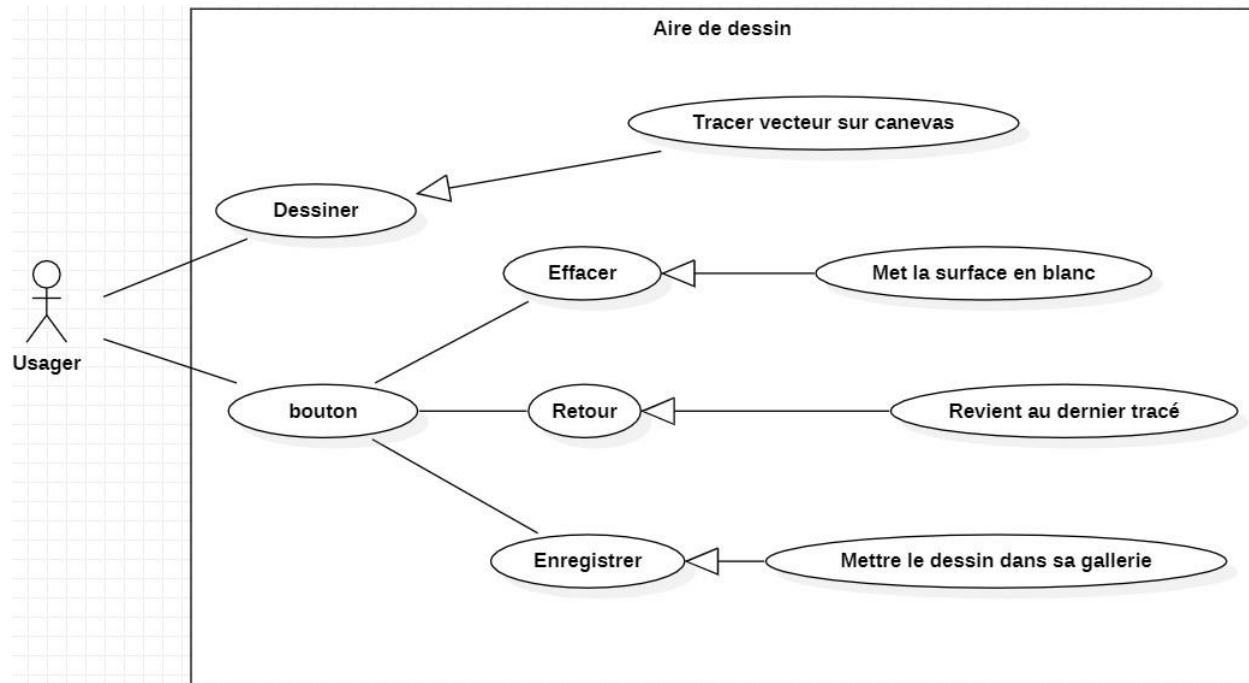 Aire de dessin
Tracer vecteur sur canevas
Dessiner
Effacer
Met la surface en blanc
Usager
bouton
Retour
Revient au dernier tracé
Enregistrer
Mettre le dessin dans sa gallerie